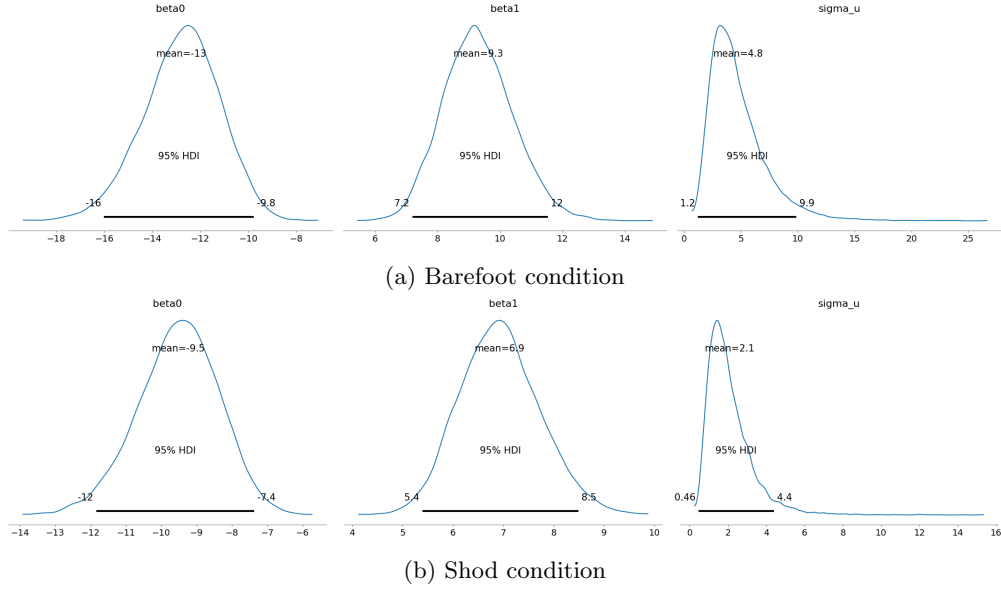 beta0 beta1 sigma_u
mean=-13 mean=9.3 mean=4.8
95% HDI 95% HDI 95% HDI
-16 -9.8 7.2 12 1.2 9.9
−18 −16 −14 −12 −10 −8 6 8 10 12 14 0 5 10 15 20 25
(a) Barefoot condition
beta0 beta1 sigma_u
mean=-9.5 mean=6.9 mean=2.1
95% HDI 95% HDI 95% HDI
-12 -7.4 5.4 8.5 0.46 4.4
−14 −13 −12 −11 −10 −9 −8 −7 −6 4 5 6 7 8 9 10 0 2 4 6 8 10 12 14 16
(b) Shod condition